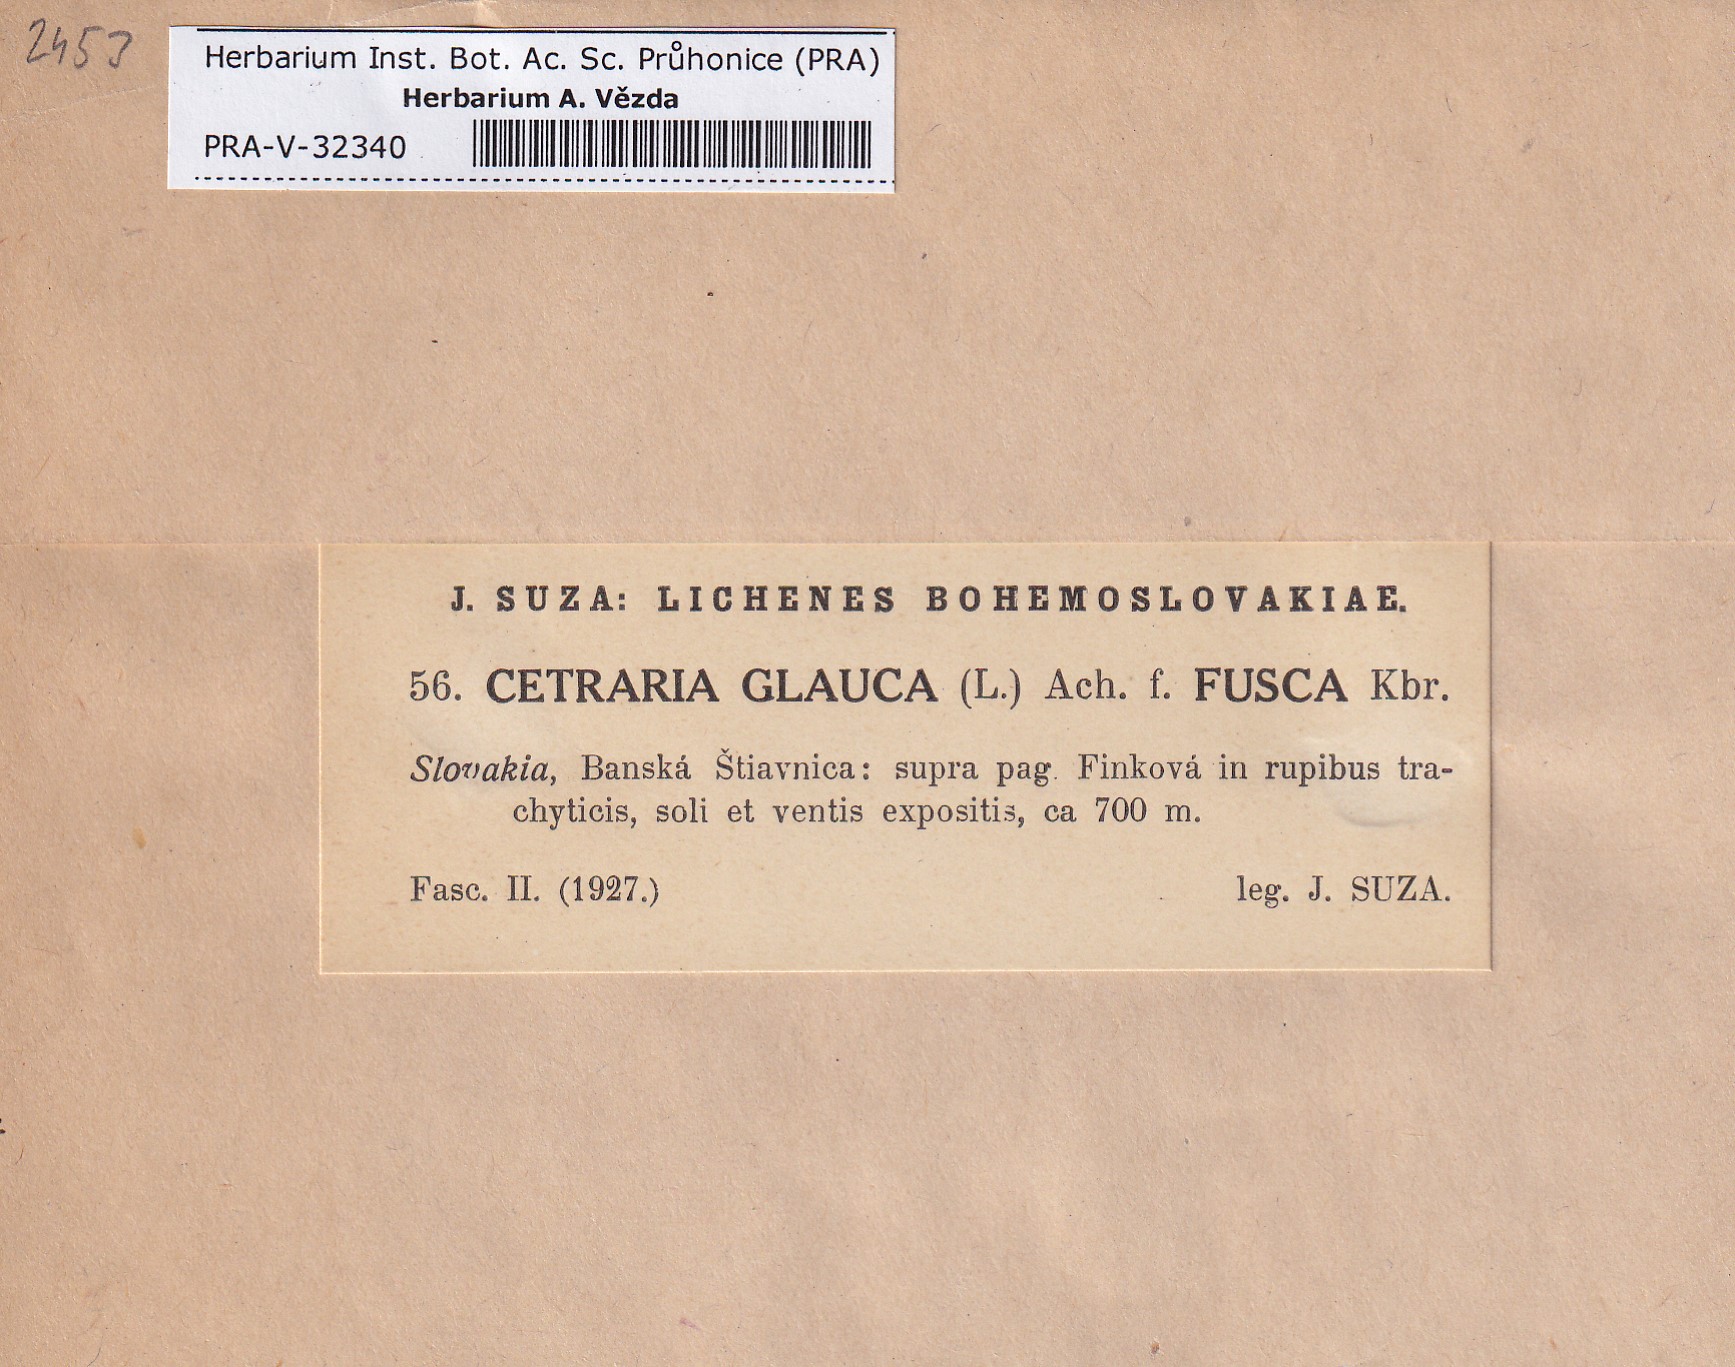 2453
Herbarium Inst. Bot. Ac. Sc. Průhonice (PRA)
Herbarium A. Vězda
PRA-V-32340
J. SUZA: LICHENES BOHEMOSLOVAKIAE.
56. CETRARIA GLAUCA (L.) Ach. f. FUSCA Kbr.
Slovakia, Banská Štiavnica: supra pag. Finková in rupibus tra-
chyticis, soli et ventis expositis, ca 700 m.
Fasc. II. (1927.) leg. J. SUZA.